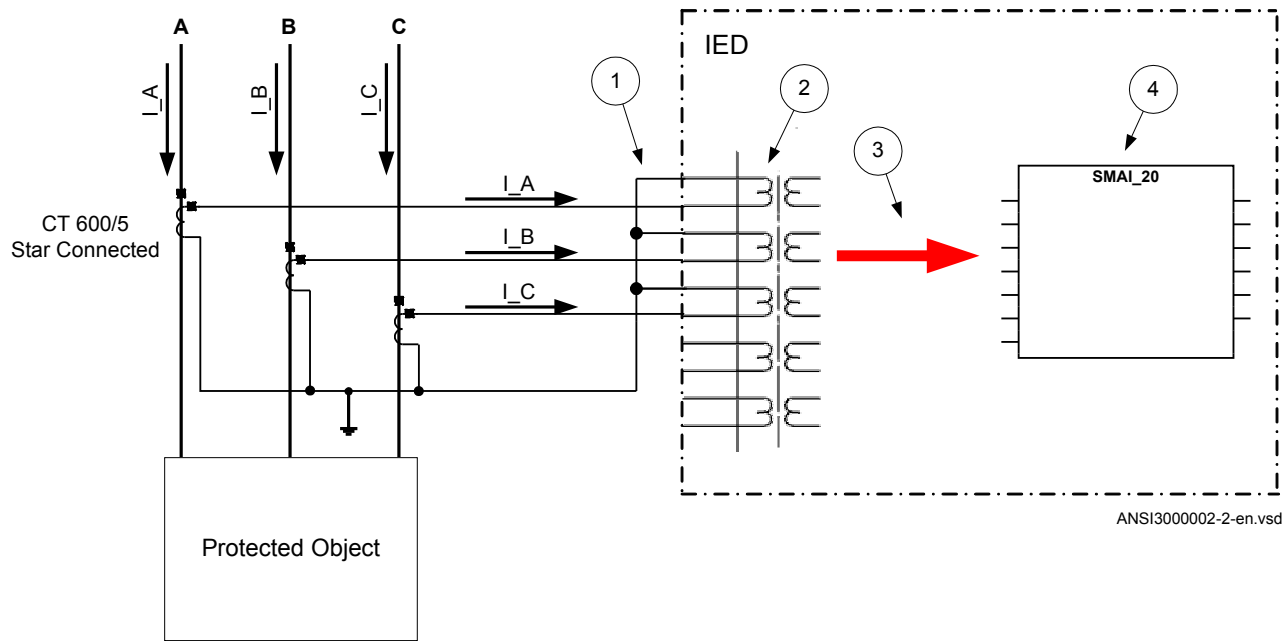 A
B
C
IED
I_A
I_B
I_C
1
2
3
4
SMAI_20
I_A
CT 600/5
Star Connected
I_B
I_C
ANSI3000002-2-en.vsd
Protected Object